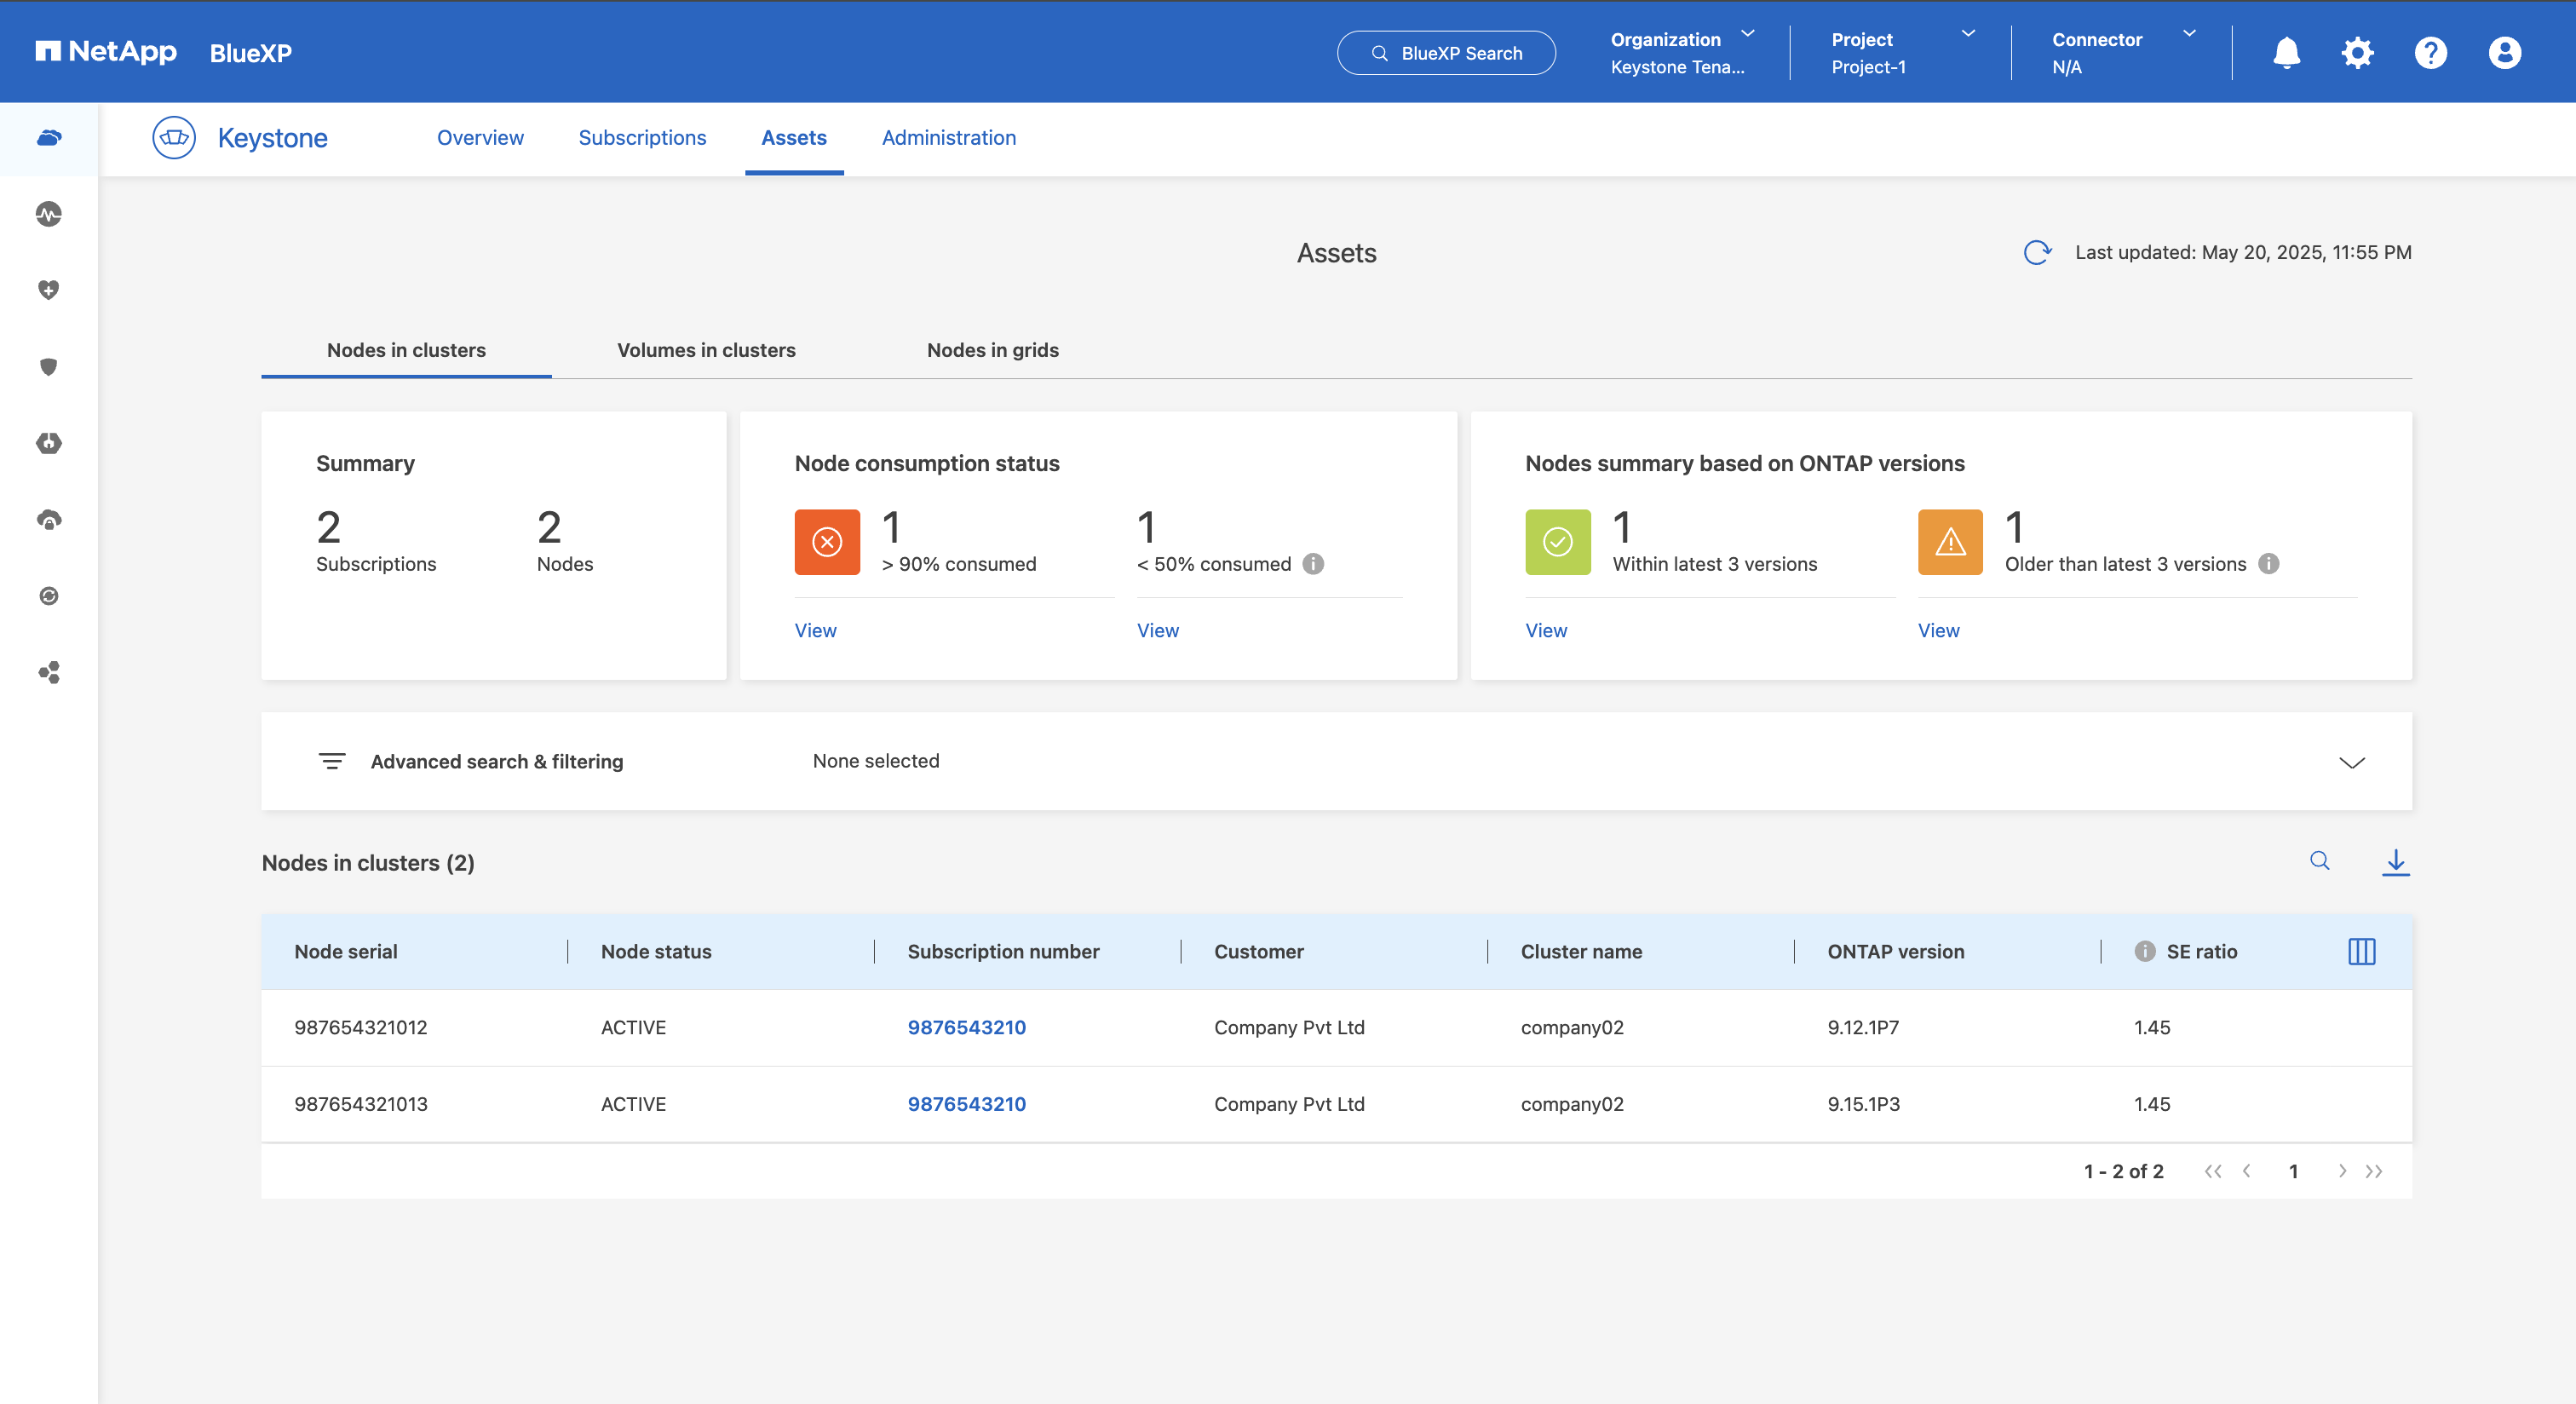 NetApp BlueXP
BlueXP Search
Organization
Keystone Tena...
Project
Project-1
Connector
N/A
Keystone
Overview
Subscriptions
Assets
Administration
Assets
Last updated: May 20, 2025, 11:55 PM
Nodes in clusters
Volumes in clusters
Nodes in grids
Summary
2
Subscriptions
2
Nodes
Node consumption status
1
> 90% consumed
View
1
< 50% consumed
View
Nodes summary based on ONTAP versions
1
Within latest 3 versions
View
1
Older than latest 3 versions
View
Advanced search & filtering
None selected
Nodes in clusters (2)
Node serial Node status Subscription number Customer Cluster name ONTAP version SE ratio
987654321012 ACTIVE 9876543210 Company Pvt Ltd company02 9.12.1P7 1.45
987654321013 ACTIVE 9876543210 Company Pvt Ltd company02 9.15.1P3 1.45
1 - 2 of 2 << < 1 > >>